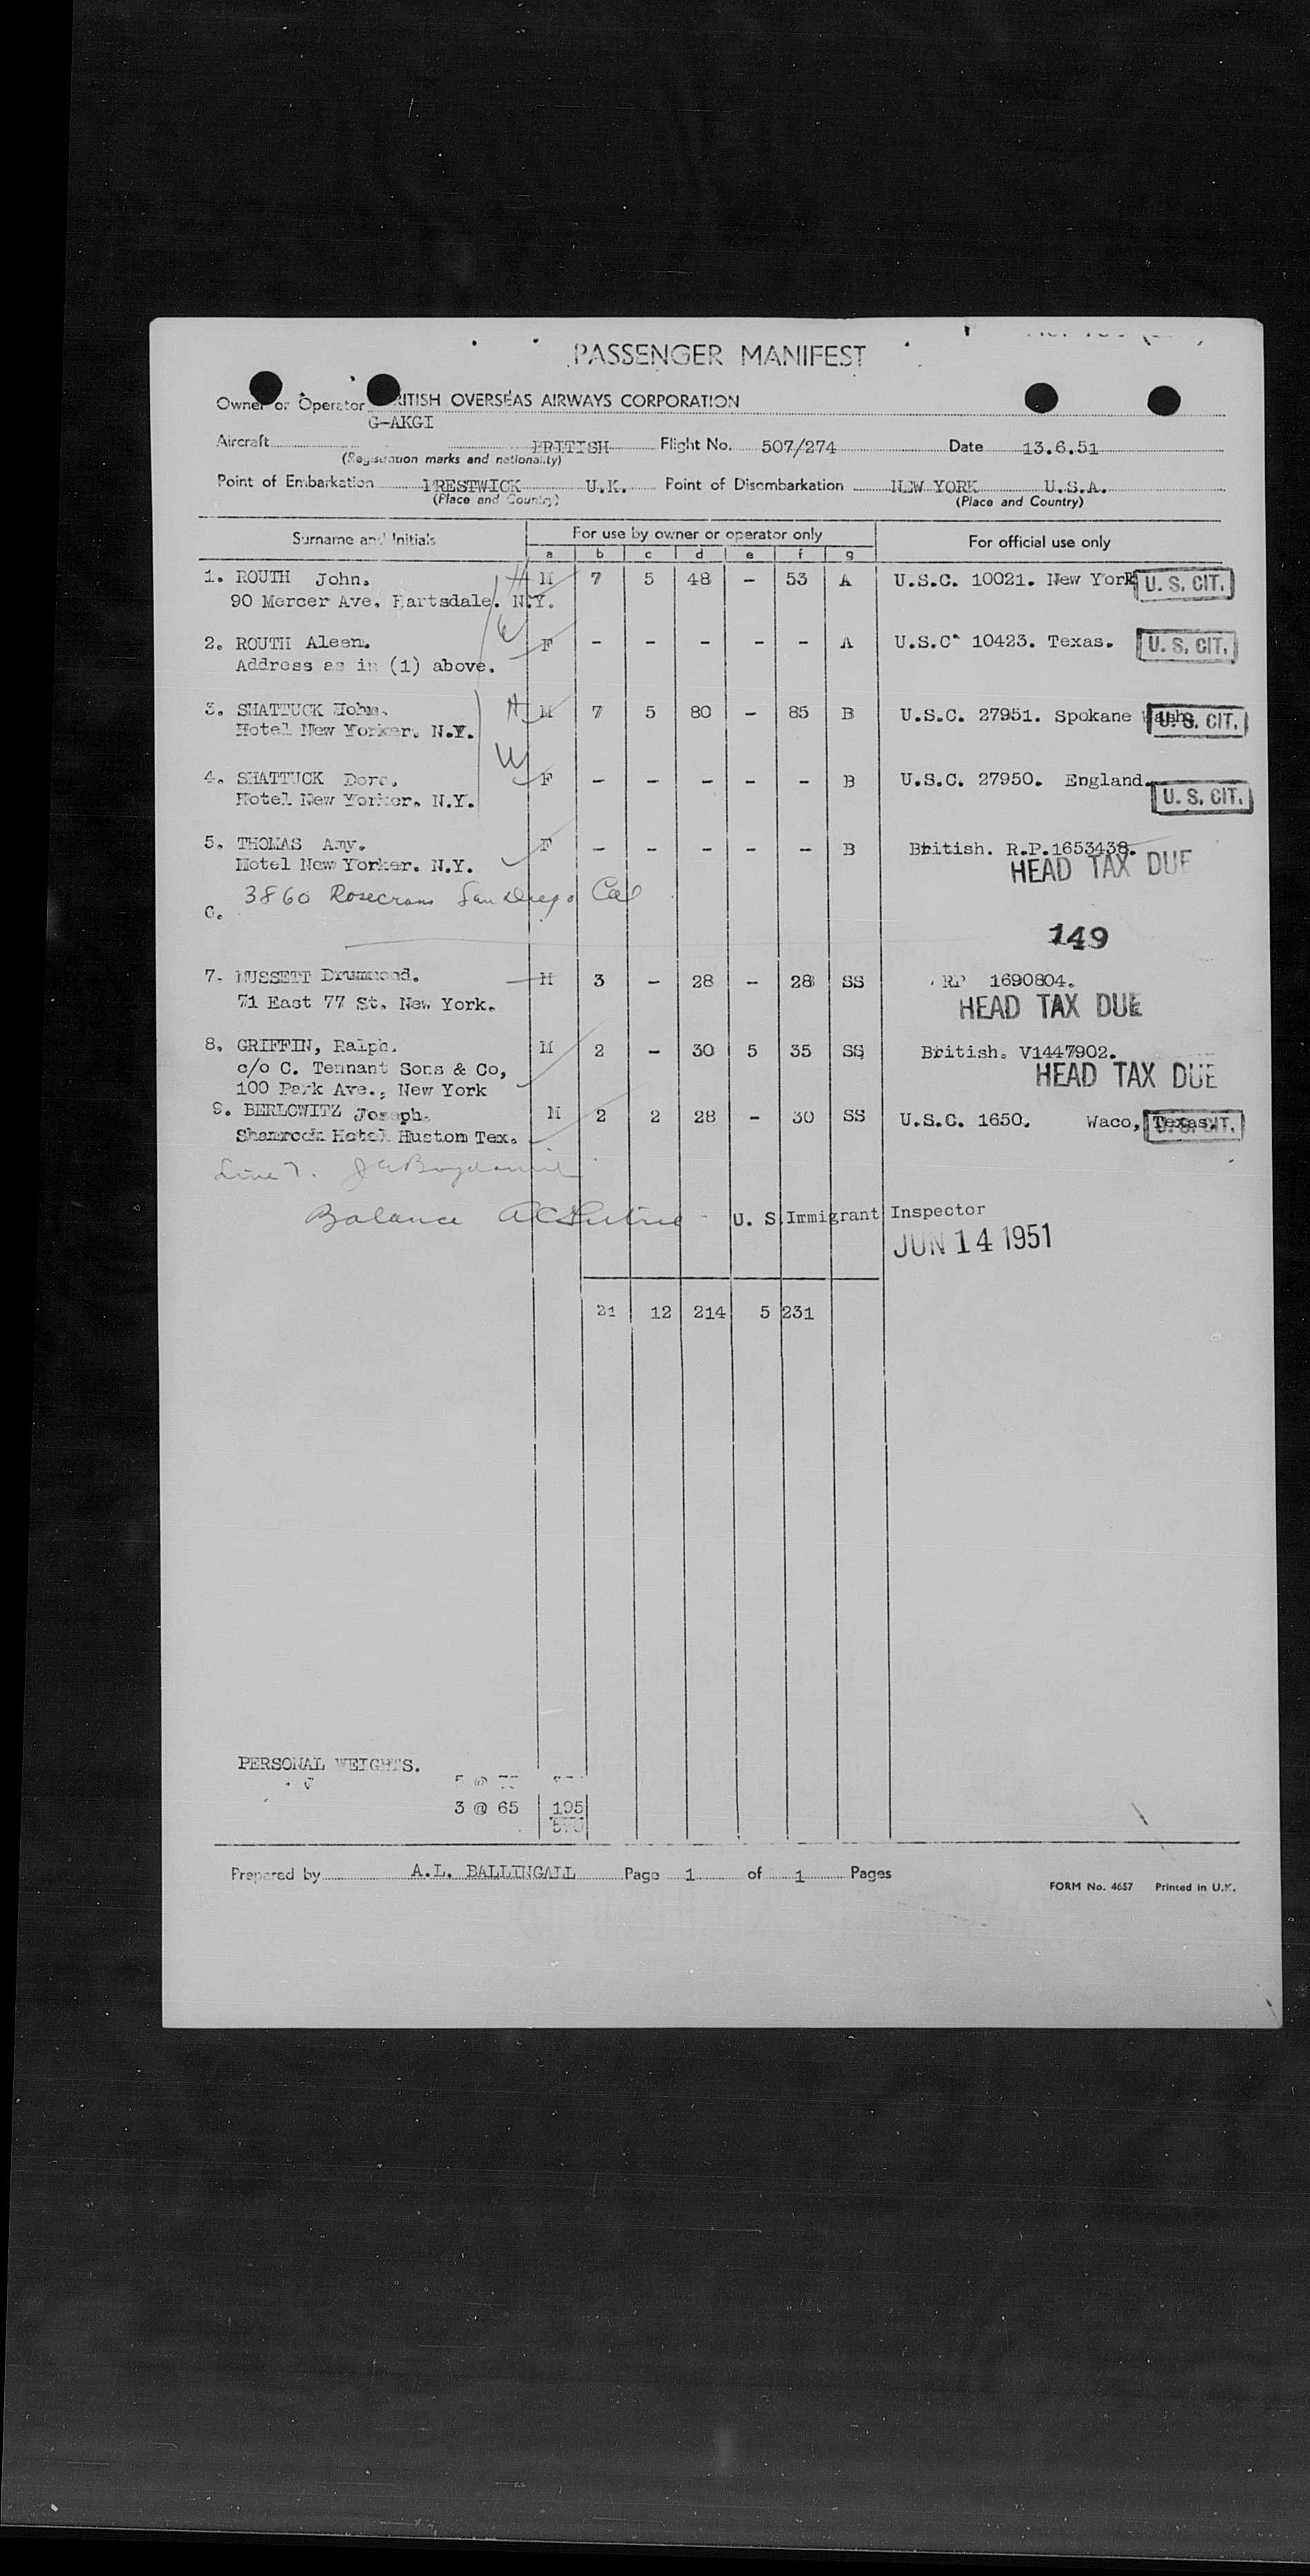 PASSENGER MANIFEST
Owner or Operator RITISH OVERSEAS AIRWAYS CORPORATION
G-AKGI
Aircraft BRITISH Flight No. 507/274 Date 13.6.51
(Registration marks and nationality)
Point of Embarkation PRESTWICK U.K. Point of Disembarkation NEW YORK U.S.A.
(Place and Country) (Place and Country)
Surname and Initials For use by owner or operator only For official use only
a b c d e f g
1. ROUTH John. H M 7 5 48 - 53 A U.S.C. 10021. New York U. S. CIT.
90 Mercer Ave. Hartsdale. N.Y.
2. ROUTH Aleen. W F - - - - - A U.S.C. 10423. Texas. U. S. CIT.
Address as in (1) above.
3. SHATTUCK H M 7 5 80 - 85 B U.S.C. 27951. Spokane Wash. U. S. CIT.
Hotel New Yorker. N.Y.
4. SHATTUCK Dora. W F - - - - - B U.S.C. 27950. England. U. S. CIT.
Hotel New Yorker. N.Y.
5. THOMAS Amy. F - - - - - B British. R.P.1653438.
Hotel New Yorker. N.Y. HEAD TAX DUE
3860 Rosecrans San Diego Cal
6.
149
7. MUSSETT Drummond. M 3 - 28 - 28 SS RP 1690804.
71 East 77 St. New York. HEAD TAX DUE
8. GRIFFIN, Ralph. M 2 - 30 5 35 SS British. V1447902.
c/o C. Tennant Sons & Co, HEAD TAX DUE
100 Park Ave., New York
9. BERLOWITZ Joseph. M 2 2 28 - 30 SS U.S.C. 1650. Waco, Texas. U. S. CIT.
Shamrock Hotel Huston Tex.
Line 7.
Balance U. S. Immigrant Inspector
JUN 14 1951
21 12 214 5 231
PERSONAL WEIGHTS.
3 @ 65 195
570
Prepared by A.L. BALLINGALL Page 1 of 1 Pages
FORM No. 4657 Printed in U.K.